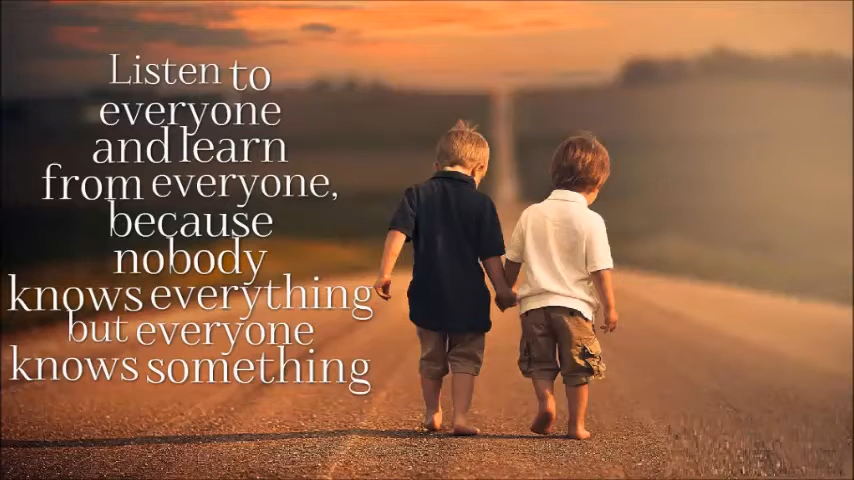 Listen to
everyone
and learn
from everyone,
because
nobody
knows everything
but everyone
knows something